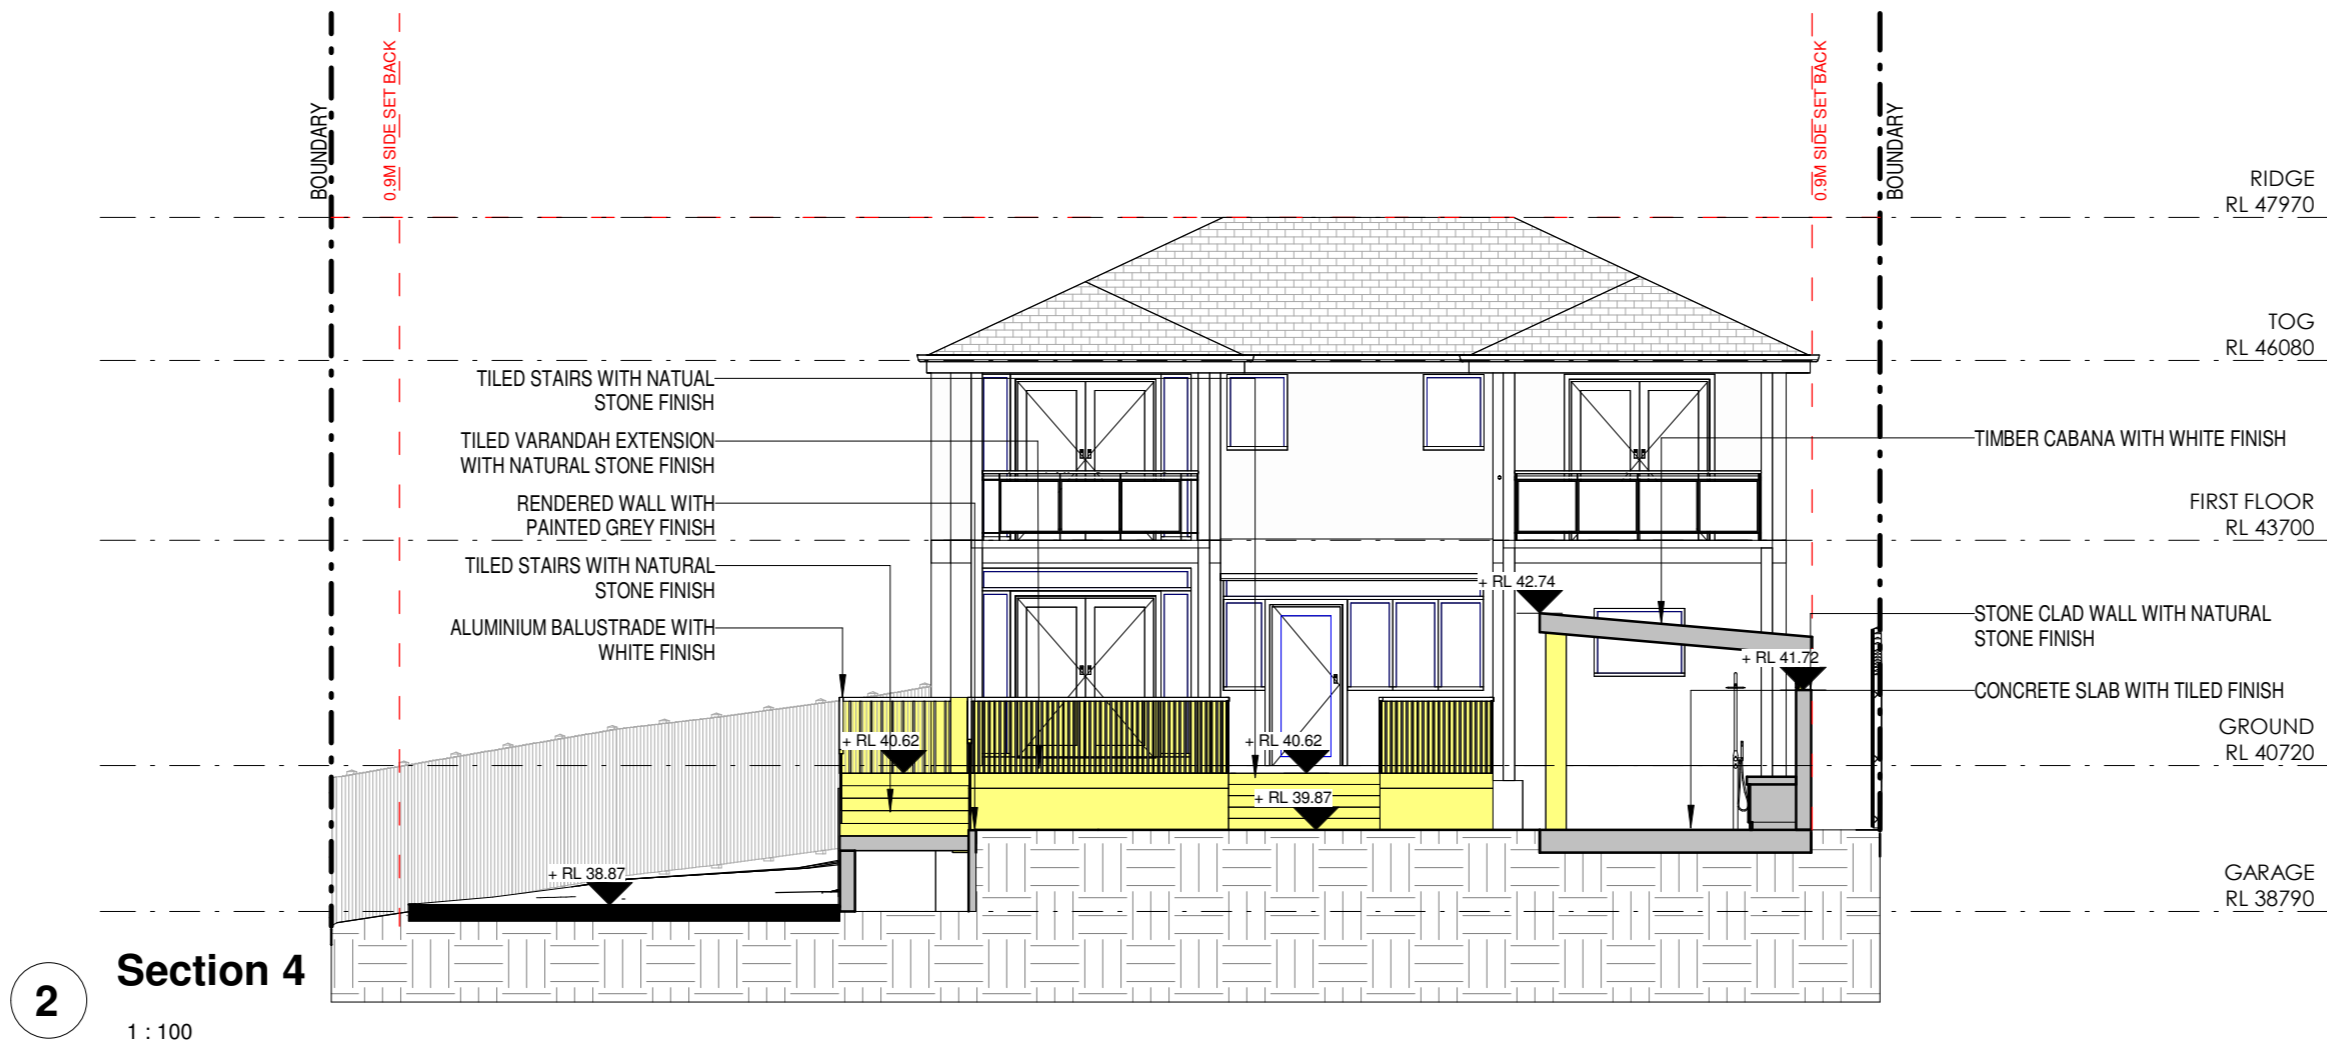 BOUNDARY
0.9M SIDE SET BACK
0.9M SIDE SET BACK
BOUNDARY
RIDGE
RL 47970
TOG
RL 46080
FIRST FLOOR
RL 43700
GROUND
RL 40720
GARAGE
RL 38790
TILED STAIRS WITH NATUAL
STONE FINISH
TILED VARANDAH EXTENSION
WITH NATURAL STONE FINISH
RENDERED WALL WITH
PAINTED GREY FINISH
TILED STAIRS WITH NATURAL
STONE FINISH
ALUMINIUM BALUSTRADE WITH
WHITE FINISH
TIMBER CABANA WITH WHITE FINISH
STONE CLAD WALL WITH NATURAL
STONE FINISH
CONCRETE SLAB WITH TILED FINISH
+ RL 42.74
+ RL 41.72
+ RL 40.62
+ RL 40.62
+ RL 39.87
+ RL 38.87
2
Section 4
1 : 100